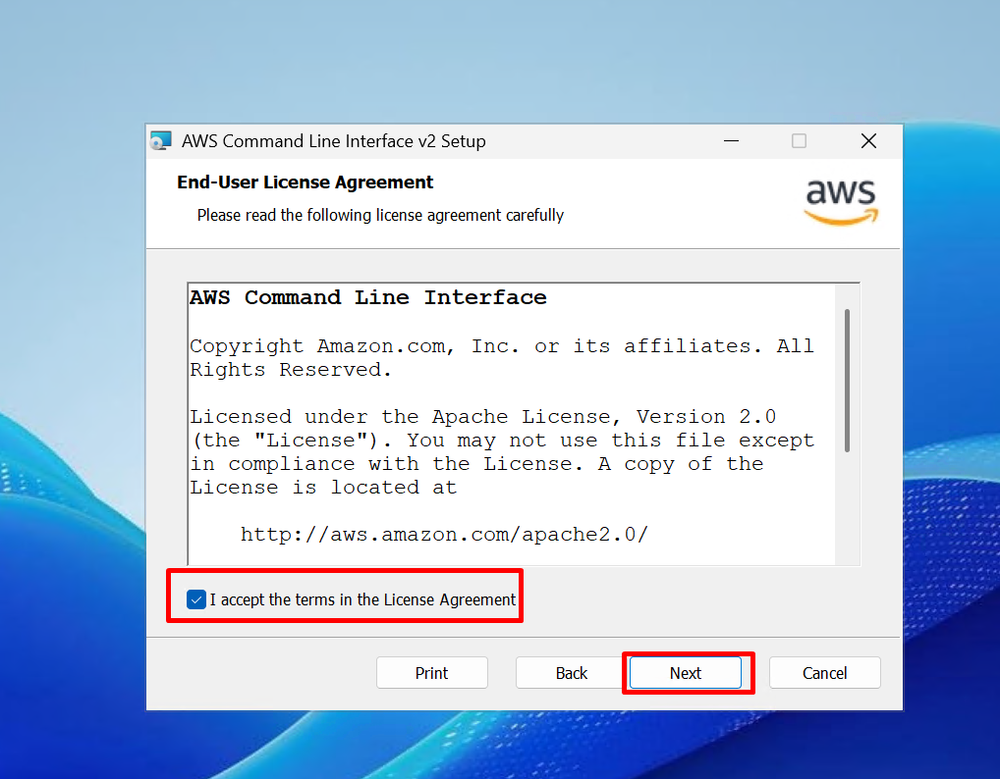 AWS Command Line Interface v2 Setup
End-User License Agreement
Please read the following license agreement carefully
aws
AWS Command Line Interface
Copyright Amazon.com, Inc. or its affiliates. All
Rights Reserved.
Licensed under the Apache License, Version 2.0
(the "License"). You may not use this file except
in compliance with the License. A copy of the
License is located at
http://aws.amazon.com/apache2.0/
I accept the terms in the License Agreement
Print Back Next Cancel